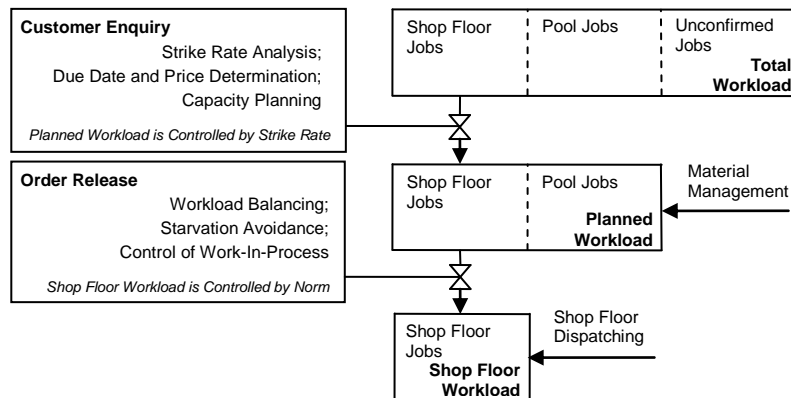 Customer Enquiry
Strike Rate Analysis;
Due Date and Price Determination;
Capacity Planning
Planned Workload is Controlled by Strike Rate
Shop Floor
Jobs
Pool Jobs
Unconfirmed
Jobs
Total
Workload
Order Release
Workload Balancing;
Starvation Avoidance;
Control of Work-In-Process
Shop Floor Workload is Controlled by Norm
Shop Floor
Jobs
Pool Jobs
Planned
Workload
Material
Management
Shop Floor
Jobs
Shop Floor
Workload
Shop Floor
Dispatching